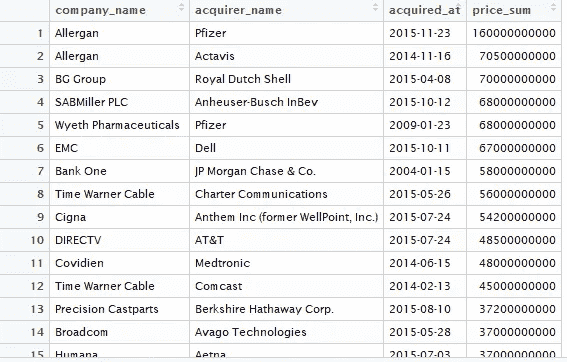 company_name acquirer_name acquired_at price_sum
1 Allergan Pfizer 2015-11-23 160000000000
2 Allergan Actavis 2014-11-16 70500000000
3 BG Group Royal Dutch Shell 2015-04-08 70000000000
4 SABMiller PLC Anheuser-Busch InBev 2015-10-12 68000000000
5 Wyeth Pharmaceuticals Pfizer 2009-01-23 68000000000
6 EMC Dell 2015-10-11 67000000000
7 Bank One JP Morgan Chase & Co. 2004-01-15 58000000000
8 Time Warner Cable Charter Communications 2015-05-26 56000000000
9 Cigna Anthem Inc (former WellPoint, Inc.) 2015-07-24 54200000000
10 DIRECTV AT&T 2015-07-24 48500000000
11 Covidien Medtronic 2014-06-15 48000000000
12 Time Warner Cable Comcast 2014-02-13 45000000000
13 Precision Castparts Berkshire Hathaway Corp. 2015-08-10 37200000000
14 Broadcom Avago Technologies 2015-05-28 37000000000
15 Humana Aetna 2015-07-03 37000000000